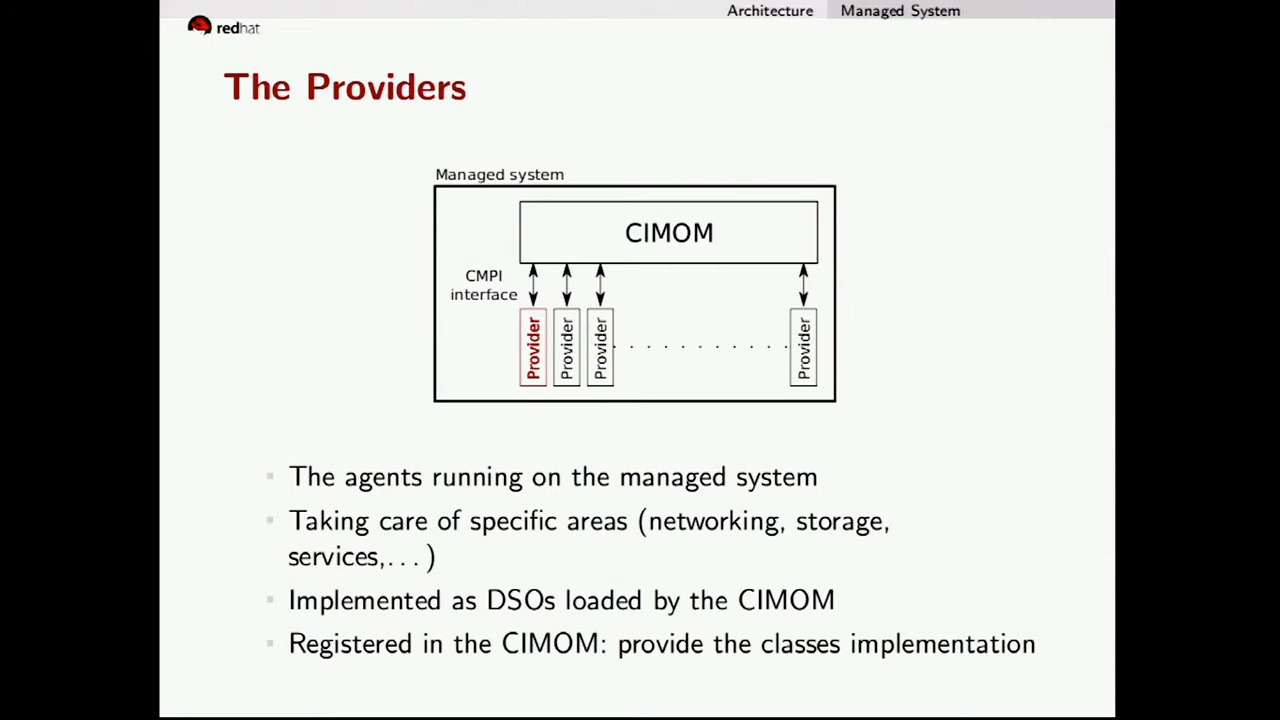 Architecture Managed System
redhat
The Providers
Managed system
CIMOM
CMPI
interface
Provider Provider Provider Provider
The agents running on the managed system
Taking care of specific areas (networking, storage,
services,...)
Implemented as DSOs loaded by the CIMOM
Registered in the CIMOM: provide the classes implementation